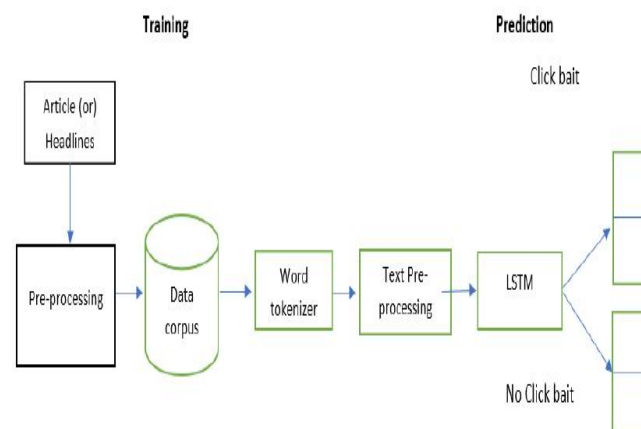 Training
Prediction
Click bait
Article (or)
Headlines
Pre-processing
Data
corpus
Word
tokenizer
Text Pre-
processing
LSTM
No Click bait